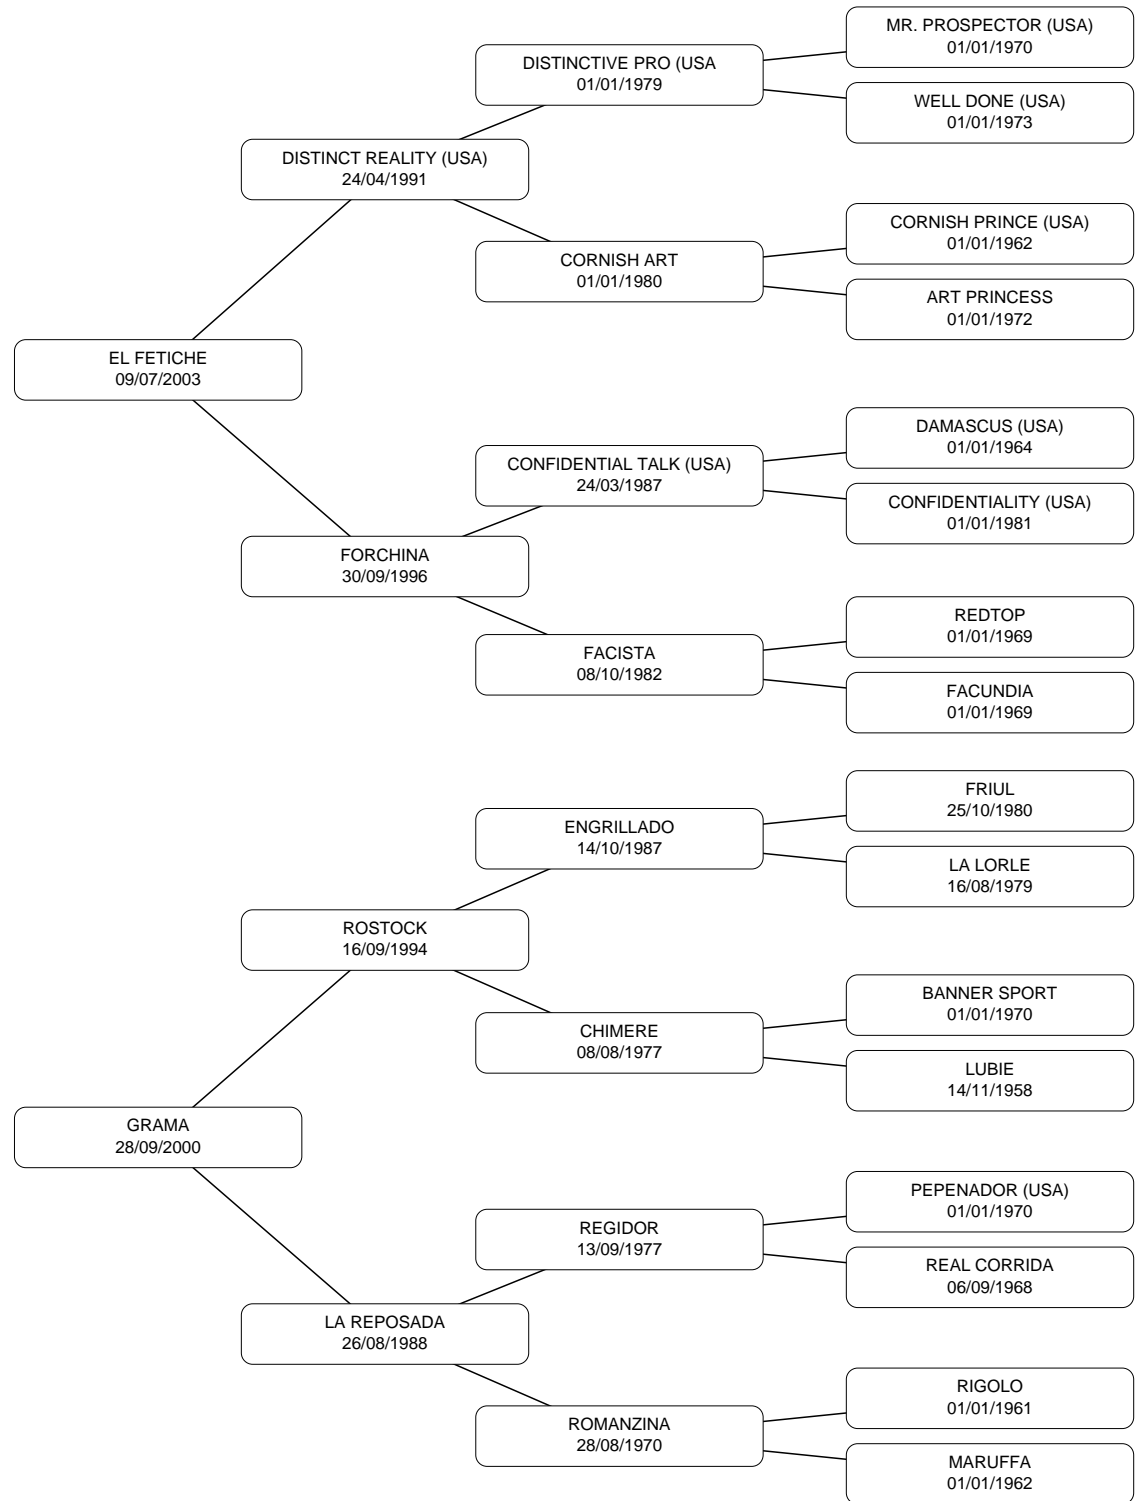 MR. PROSPECTOR (USA)
01/01/1970
DISTINCTIVE PRO (USA
01/01/1979
WELL DONE (USA)
01/01/1973
DISTINCT REALITY (USA)
24/04/1991
CORNISH PRINCE (USA)
01/01/1962
CORNISH ART
01/01/1980
ART PRINCESS
01/01/1972
EL FETICHE
09/07/2003
DAMASCUS (USA)
01/01/1964
CONFIDENTIAL TALK (USA)
24/03/1987
CONFIDENTIALITY (USA)
01/01/1981
FORCHINA
30/09/1996
REDTOP
01/01/1969
FACISTA
08/10/1982
FACUNDIA
01/01/1969
FRIUL
25/10/1980
ENGRILLADO
14/10/1987
LA LORLE
16/08/1979
ROSTOCK
16/09/1994
BANNER SPORT
01/01/1970
CHIMERE
08/08/1977
LUBIE
14/11/1958
GRAMA
28/09/2000
PEPENADOR (USA)
01/01/1970
REGIDOR
13/09/1977
REAL CORRIDA
06/09/1968
LA REPOSADA
26/08/1988
RIGOLO
01/01/1961
ROMANZINA
28/08/1970
MARUFFA
01/01/1962